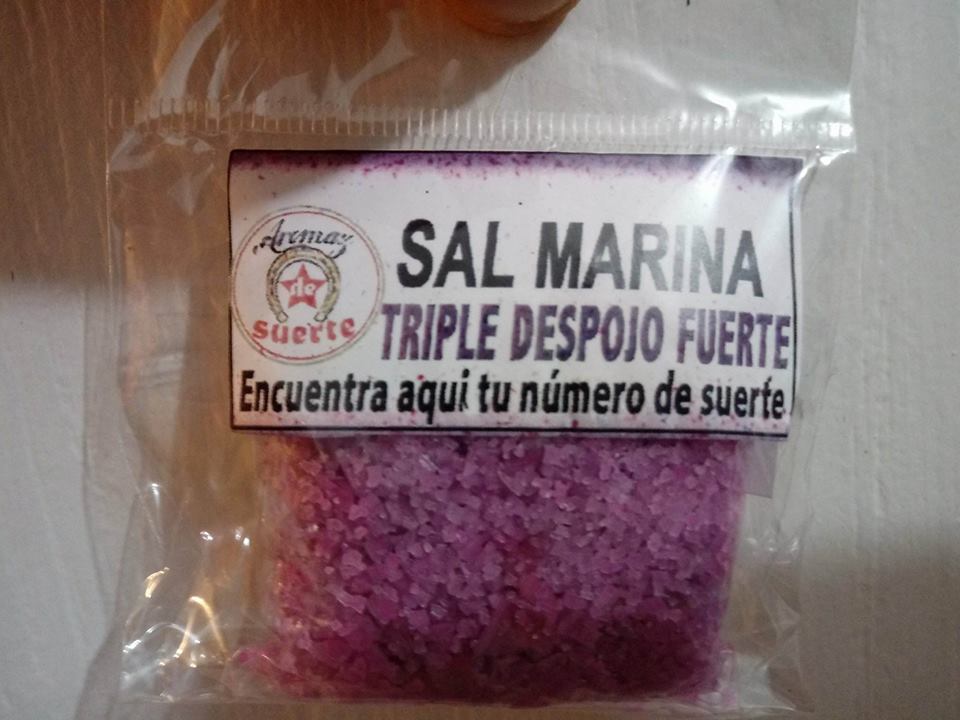 Aromas
de
suerte
SAL MARINA
TRIPLE DESPOJO FUERTE
Encuentra aqui tu número de suerte